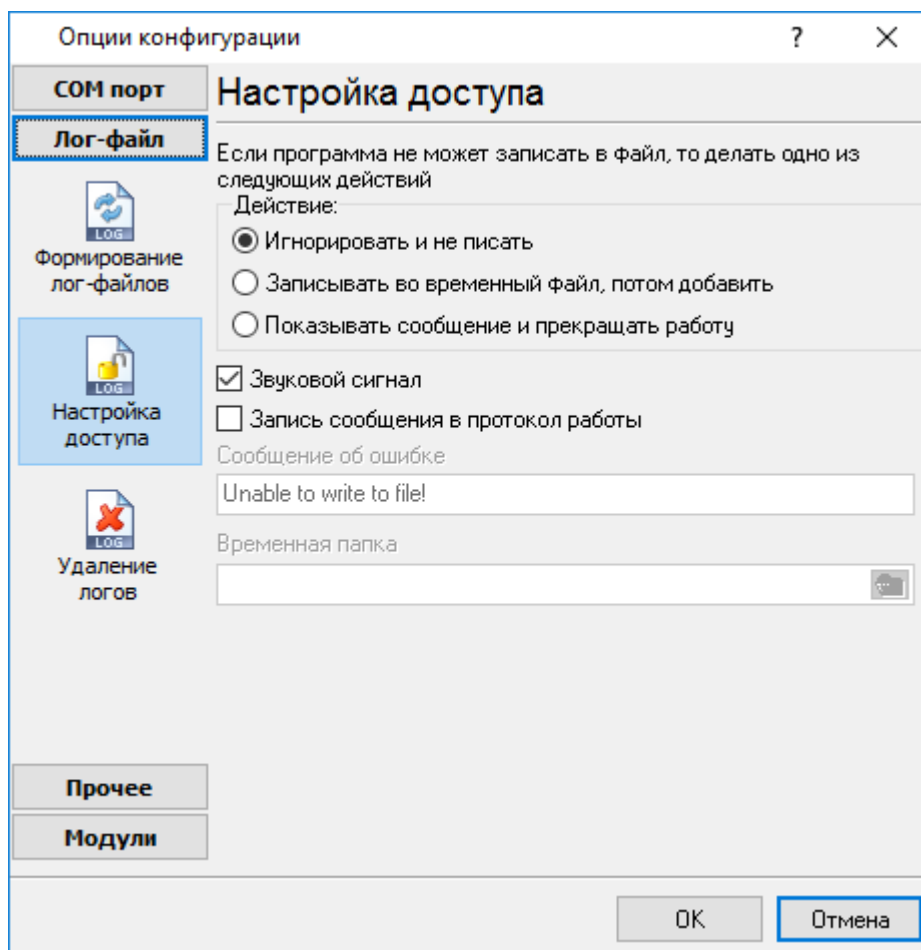 Опции конфигурации
?
COM порт
Настройка доступа
Лог-файл
Если программа не может записать в файл, то делать одно из
следующих действий
Действие:
Игнорировать и не писать
Записывать во временный файл, потом добавить
Показывать сообщение и прекращать работу
LOG
Формирование
лог-файлов
Звуковой сигнал
Запись сообщения в протокол работы
LOG
Настройка
доступа
Сообщение об ошибке
Unable to write to file!
LOG
Удаление
логов
Временная папка
Прочее
Модули
OK
Отмена